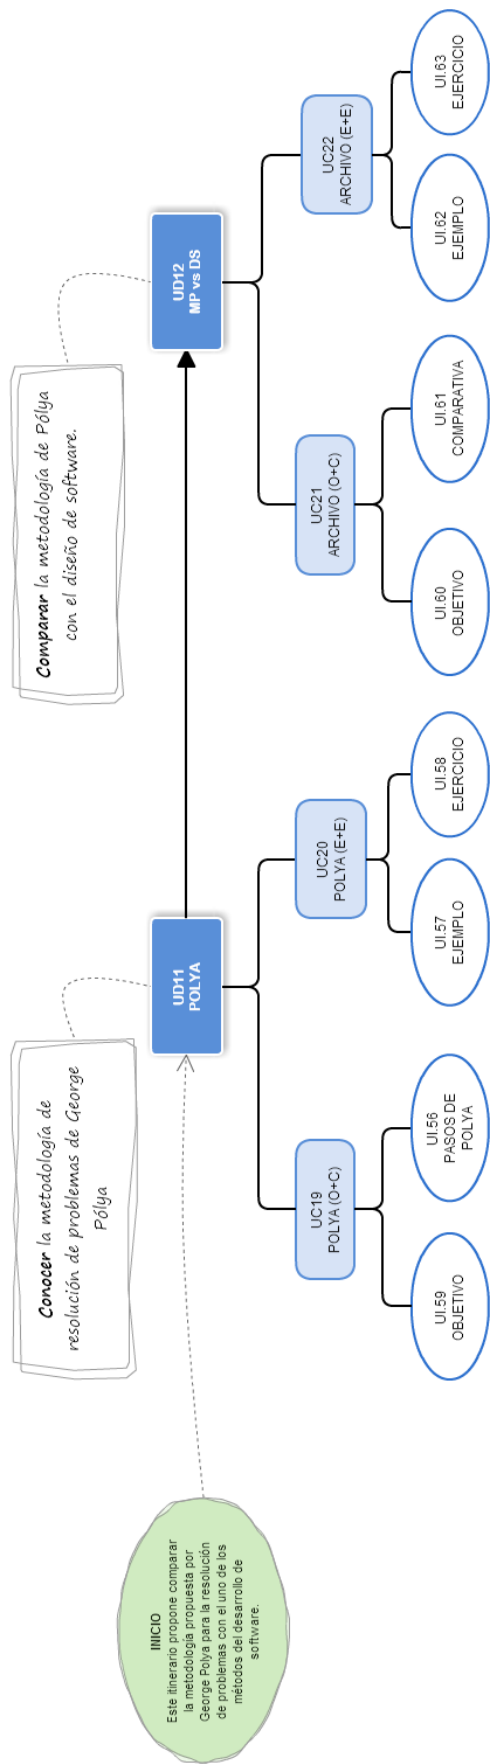 INICIO
Este itinerario propone comparar
la metodología propuesta por
George Polya para la resolución
de problemas con el uno de los
métodos del desarrollo de
software.
Conocer la metodología de
resolución de problemas de George
Pólya
Comparar la metodología de Pólya
con el diseño de software.
UD11
POLYA
UD12
MP vs DS
UC19
POLYA (O+C)
UC20
POLYA (E+E)
UC21
ARCHIVO (O+C)
UC22
ARCHIVO (E+E)
UI.59
OBJETIVO
UI.56
PASOS DE
POLYA
UI.57
EJEMPLO
UI.58
EJERCICIO
UI.60
OBJETIVO
UI.61
COMPARATIVA
UI.62
EJEMPLO
UI.63
EJERCICIO